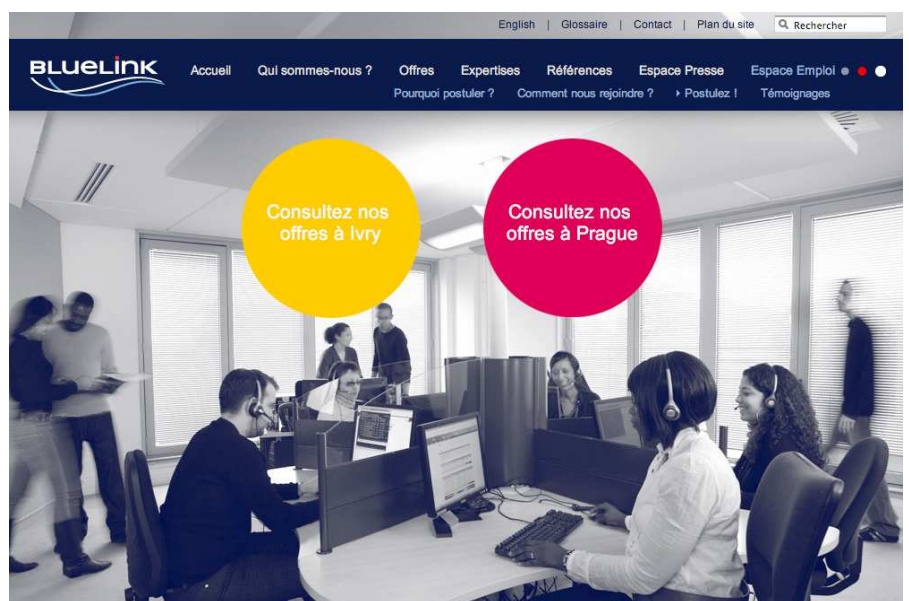 English | Glossaire | Contact | Plan du site Rechercher
BLUELINK Accueil Qui sommes-nous ? Offres Expertises Références Espace Presse Espace Emploi
Pourquoi postuler ? Comment nous rejoindre ? Postulez ! Témoignages
Consultez nos
offres à Ivry
Consultez nos
offres à Prague